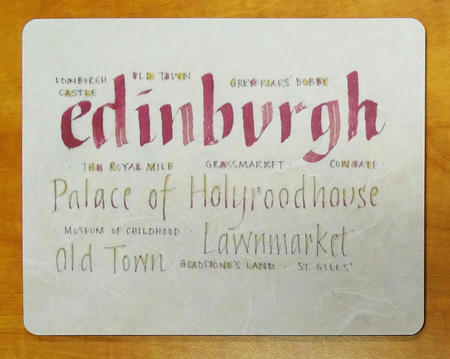 EDINBURGH CASTLE
OLD TOWN
GREYFRIARS' BOBBY
edinburgh
· THE ROYAL MILE · GRASSMARKET · COWGATE ·
Palace of Holyroodhouse
MUSEUM OF CHILDHOOD · Lawnmarket
Old Town · GLADSTONE'S LAND · ST GILES'